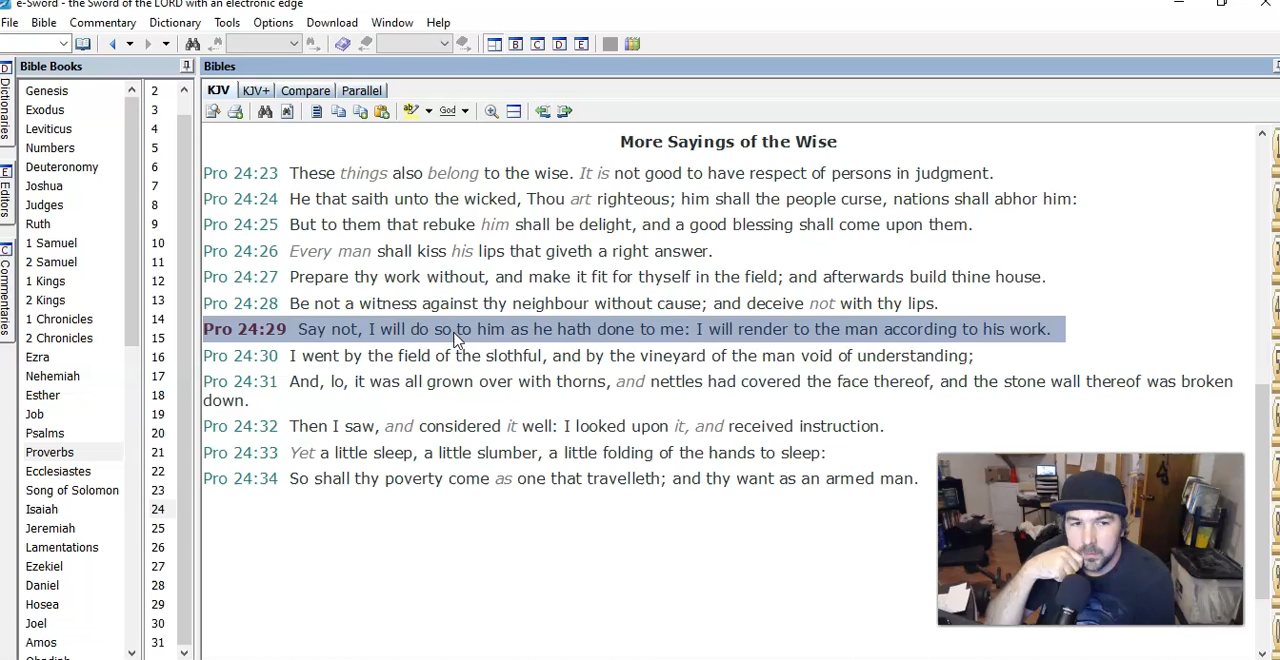 e-Sword - the Sword of the LORD with an electronic edge
File Bible Commentary Dictionary Tools Options Download Window Help
B C D E
Bible Books
Bibles
Dictionaries
Editors
Commentaries
D
E
C
Genesis 2
Exodus 3
Leviticus 4
Numbers 5
Deuteronomy 6
Joshua 7
Judges 8
Ruth 9
1 Samuel 10
2 Samuel 11
1 Kings 12
2 Kings 13
1 Chronicles 14
2 Chronicles 15
Ezra 16
Nehemiah 17
Esther 18
Job 19
Psalms 20
Proverbs 21
Ecclesiastes 22
Song of Solomon 23
Isaiah 24
Jeremiah 25
Lamentations 26
Ezekiel 27
Daniel 28
Hosea 29
Joel 30
Amos 31
Obadiah
KJV KJV+ Compare Parallel
God
More Sayings of the Wise
Pro 24:23 These things also belong to the wise. It is not good to have respect of persons in judgment.
Pro 24:24 He that saith unto the wicked, Thou art righteous; him shall the people curse, nations shall abhor him:
Pro 24:25 But to them that rebuke him shall be delight, and a good blessing shall come upon them.
Pro 24:26 Every man shall kiss his lips that giveth a right answer.
Pro 24:27 Prepare thy work without, and make it fit for thyself in the field; and afterwards build thine house.
Pro 24:28 Be not a witness against thy neighbour without cause; and deceive not with thy lips.
Pro 24:29 Say not, I will do so to him as he hath done to me: I will render to the man according to his work.
Pro 24:30 I went by the field of the slothful, and by the vineyard of the man void of understanding;
Pro 24:31 And, lo, it was all grown over with thorns, and nettles had covered the face thereof, and the stone wall thereof was broken
down.
Pro 24:32 Then I saw, and considered it well: I looked upon it, and received instruction.
Pro 24:33 Yet a little sleep, a little slumber, a little folding of the hands to sleep:
Pro 24:34 So shall thy poverty come as one that travelleth; and thy want as an armed man.